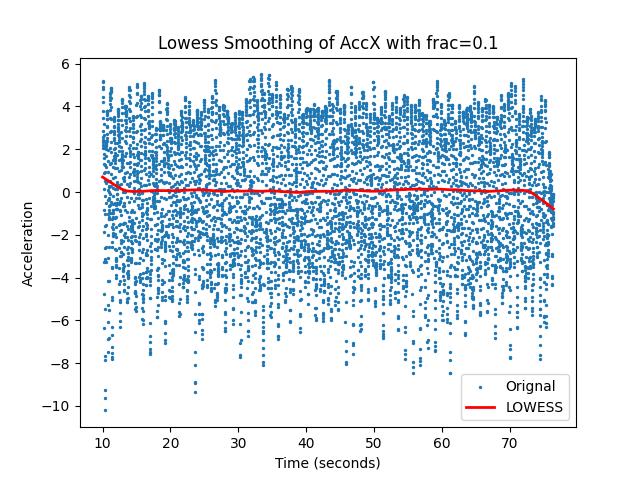 Lowess Smoothing of AccX with frac=0.1
6
4
2
0
−2
−4
−6
−8
−10
Acceleration
10 20 30 40 50 60 70
Time (seconds)
Orignal
LOWESS